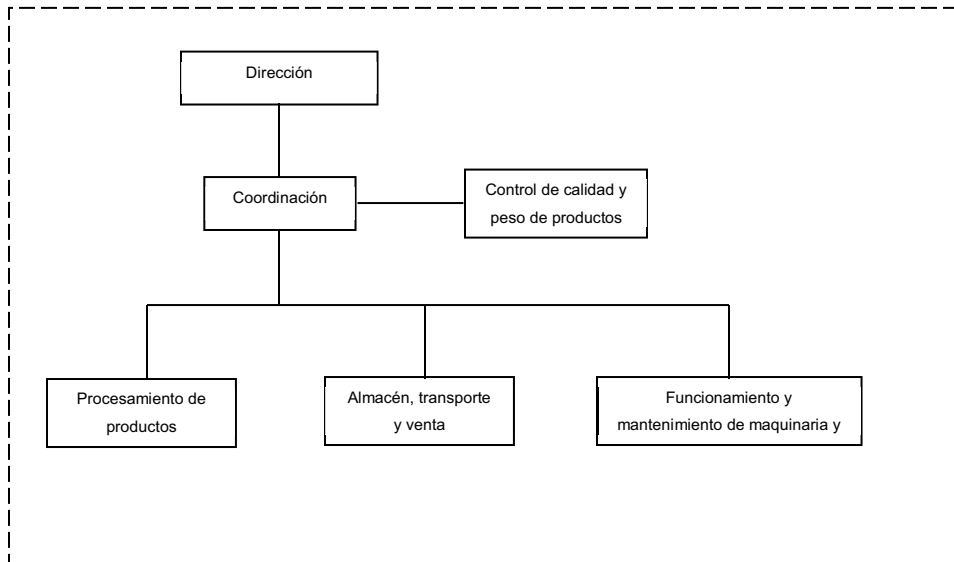 Dirección
Coordinación
Control de calidad y
peso de productos
Procesamiento de
productos
Almacén, transporte
y venta
Funcionamiento y
mantenimiento de maquinaria y